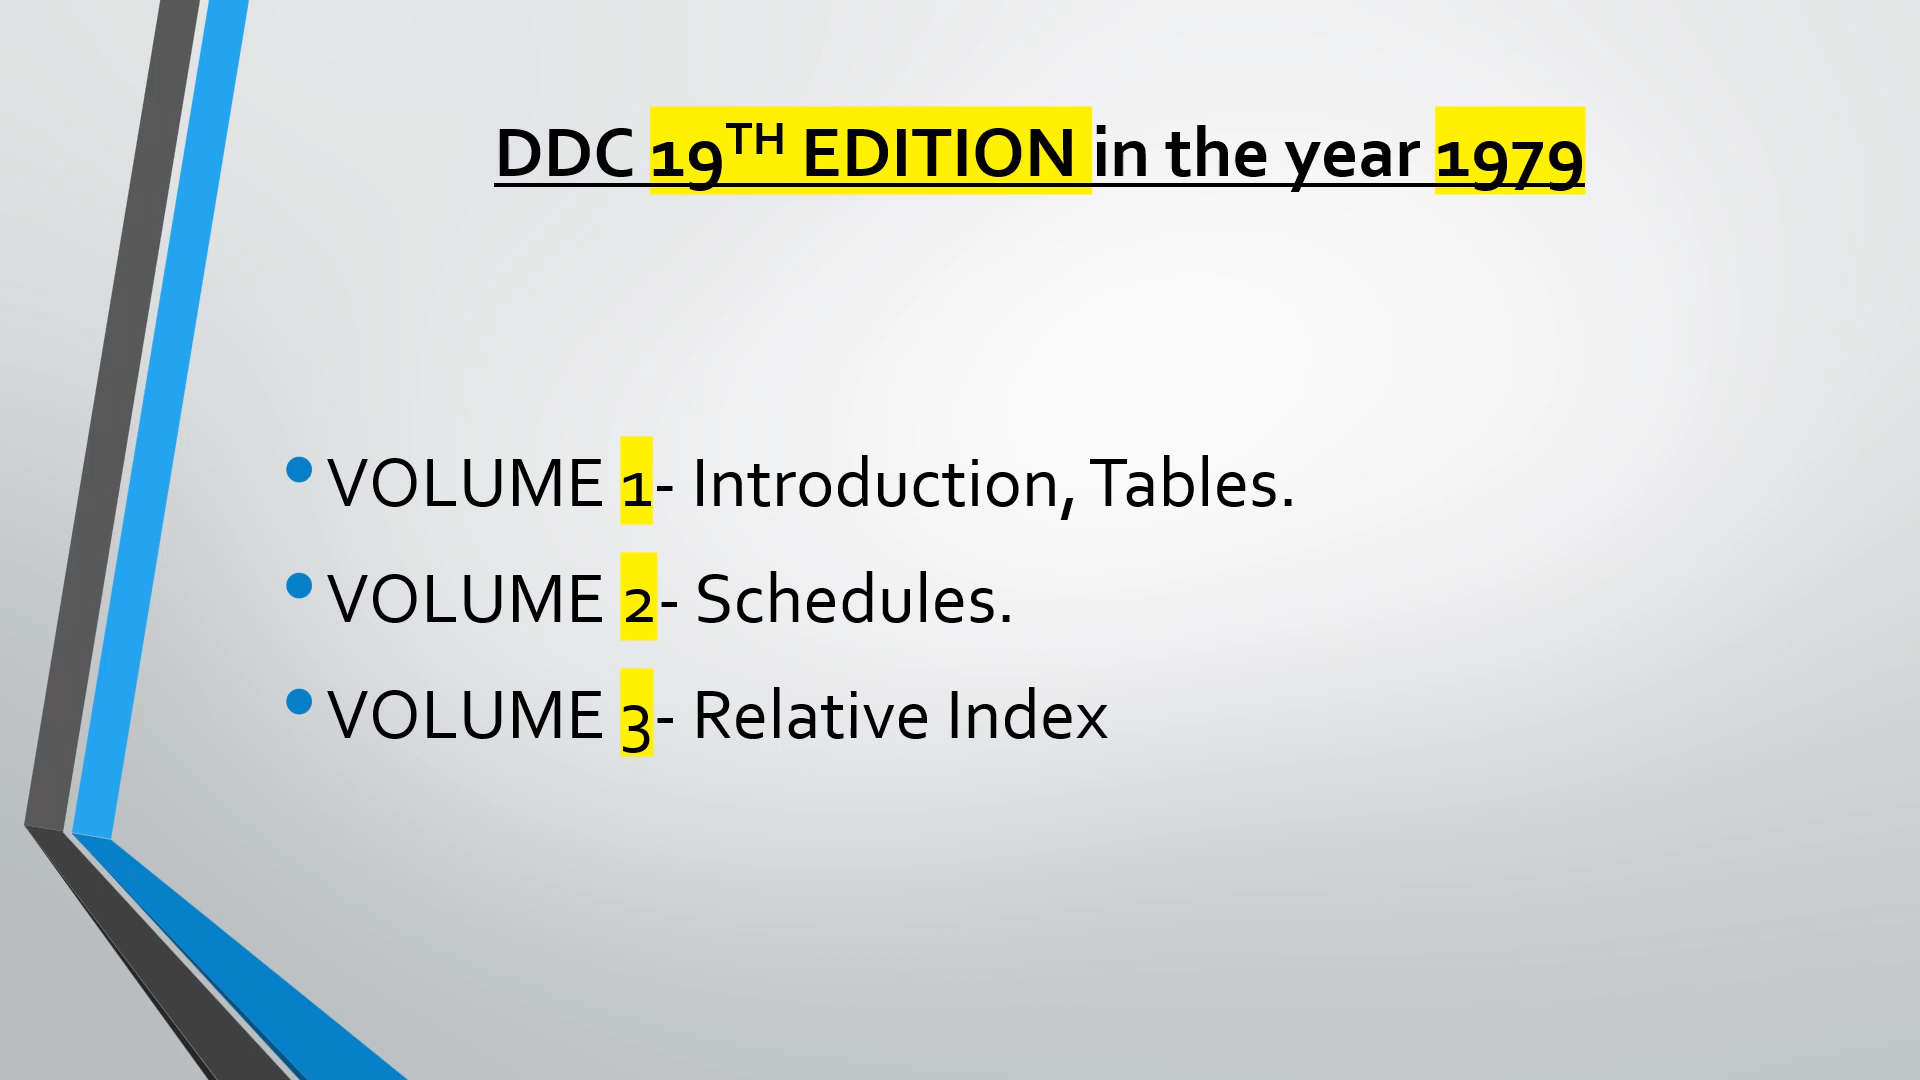 DDC 19TH EDITION in the year 1979
• VOLUME 1- Introduction, Tables.
• VOLUME 2- Schedules.
• VOLUME 3- Relative Index